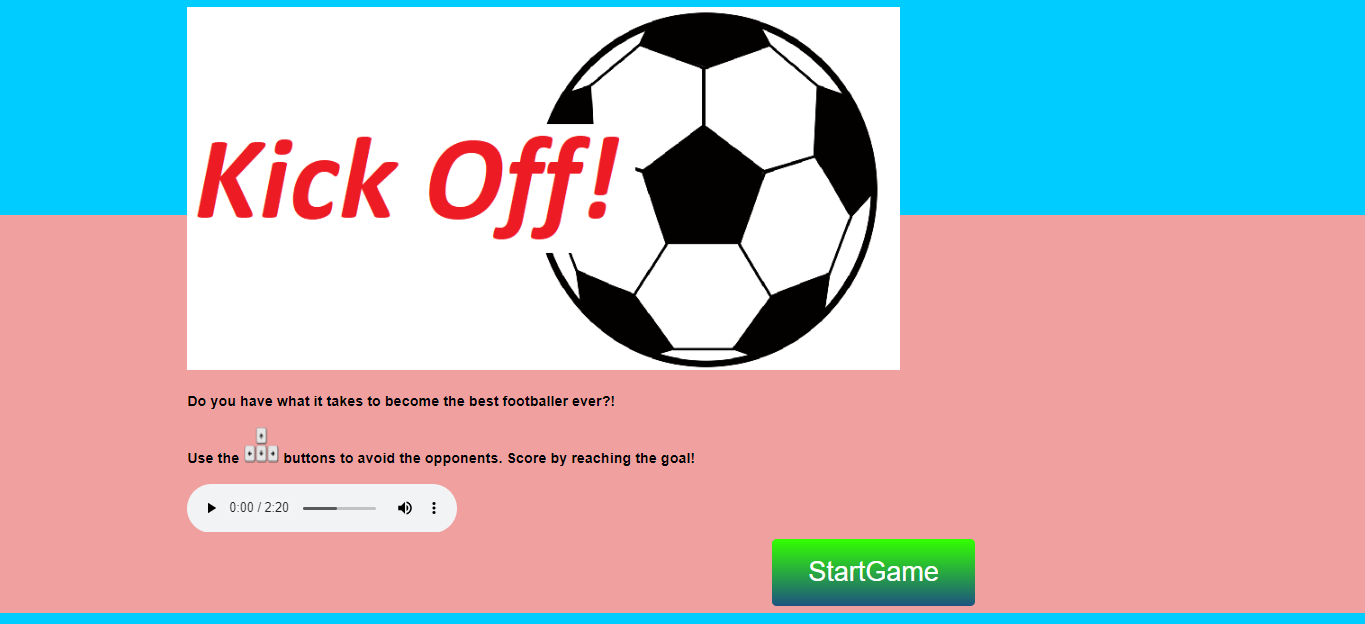 Kick Off!
Do you have what it takes to become the best footballer ever?!
Use the buttons to avoid the opponents. Score by reaching the goal!
0:00 / 2:20
StartGame